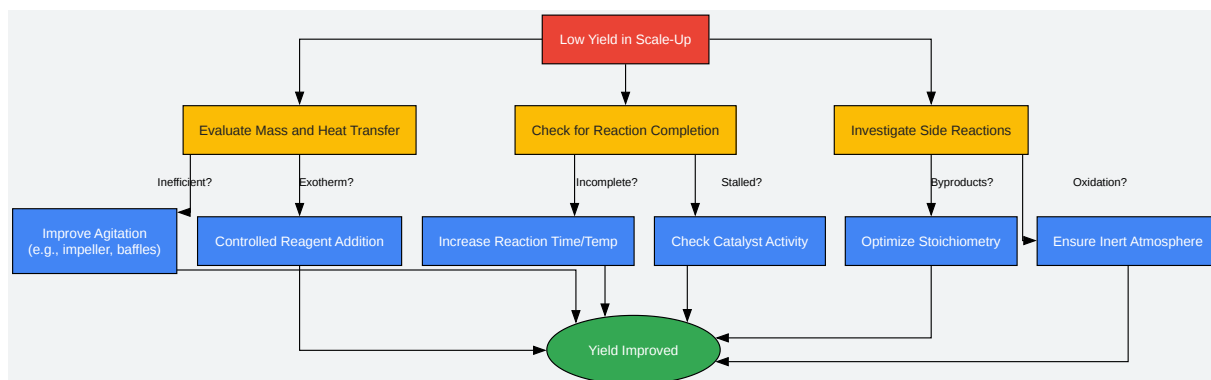 Low Yield in Scale-Up
Evaluate Mass and Heat Transfer
Check for Reaction Completion
Investigate Side Reactions
Inefficient?
Exotherm?
Incomplete?
Stalled?
Byproducts?
Oxidation?
Improve Agitation
(e.g., impeller, baffles)
Controlled Reagent Addition
Increase Reaction Time/Temp
Check Catalyst Activity
Optimize Stoichiometry
Ensure Inert Atmosphere
Yield Improved